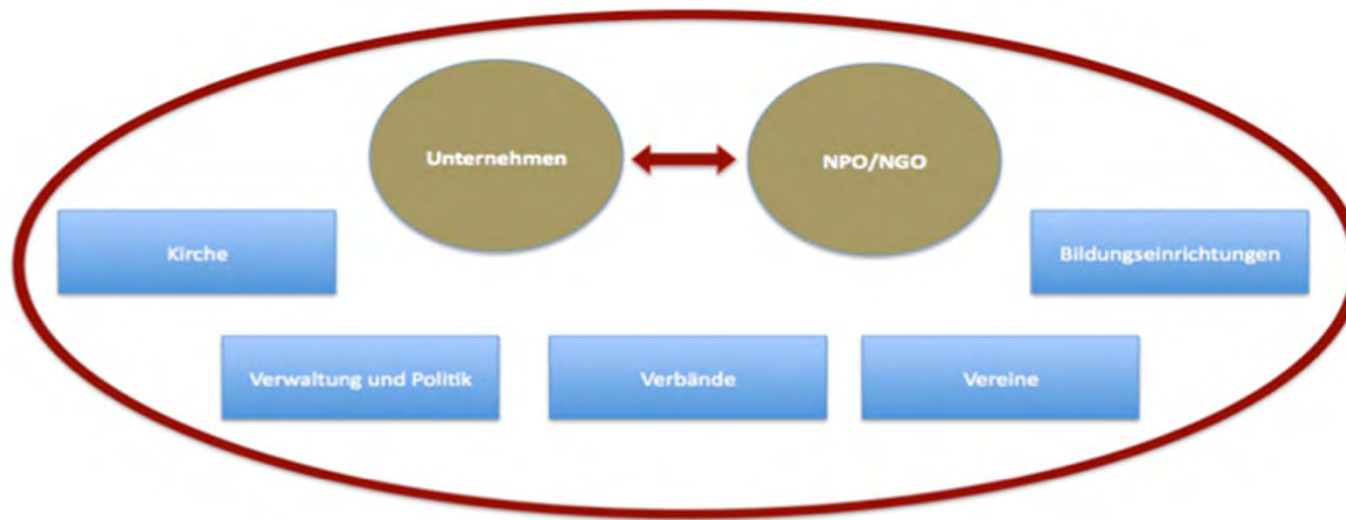 Unternehmen
NPO/NGO
Kirche
Bildungseinrichtungen
Verwaltung und Politik
Verbände
Vereine